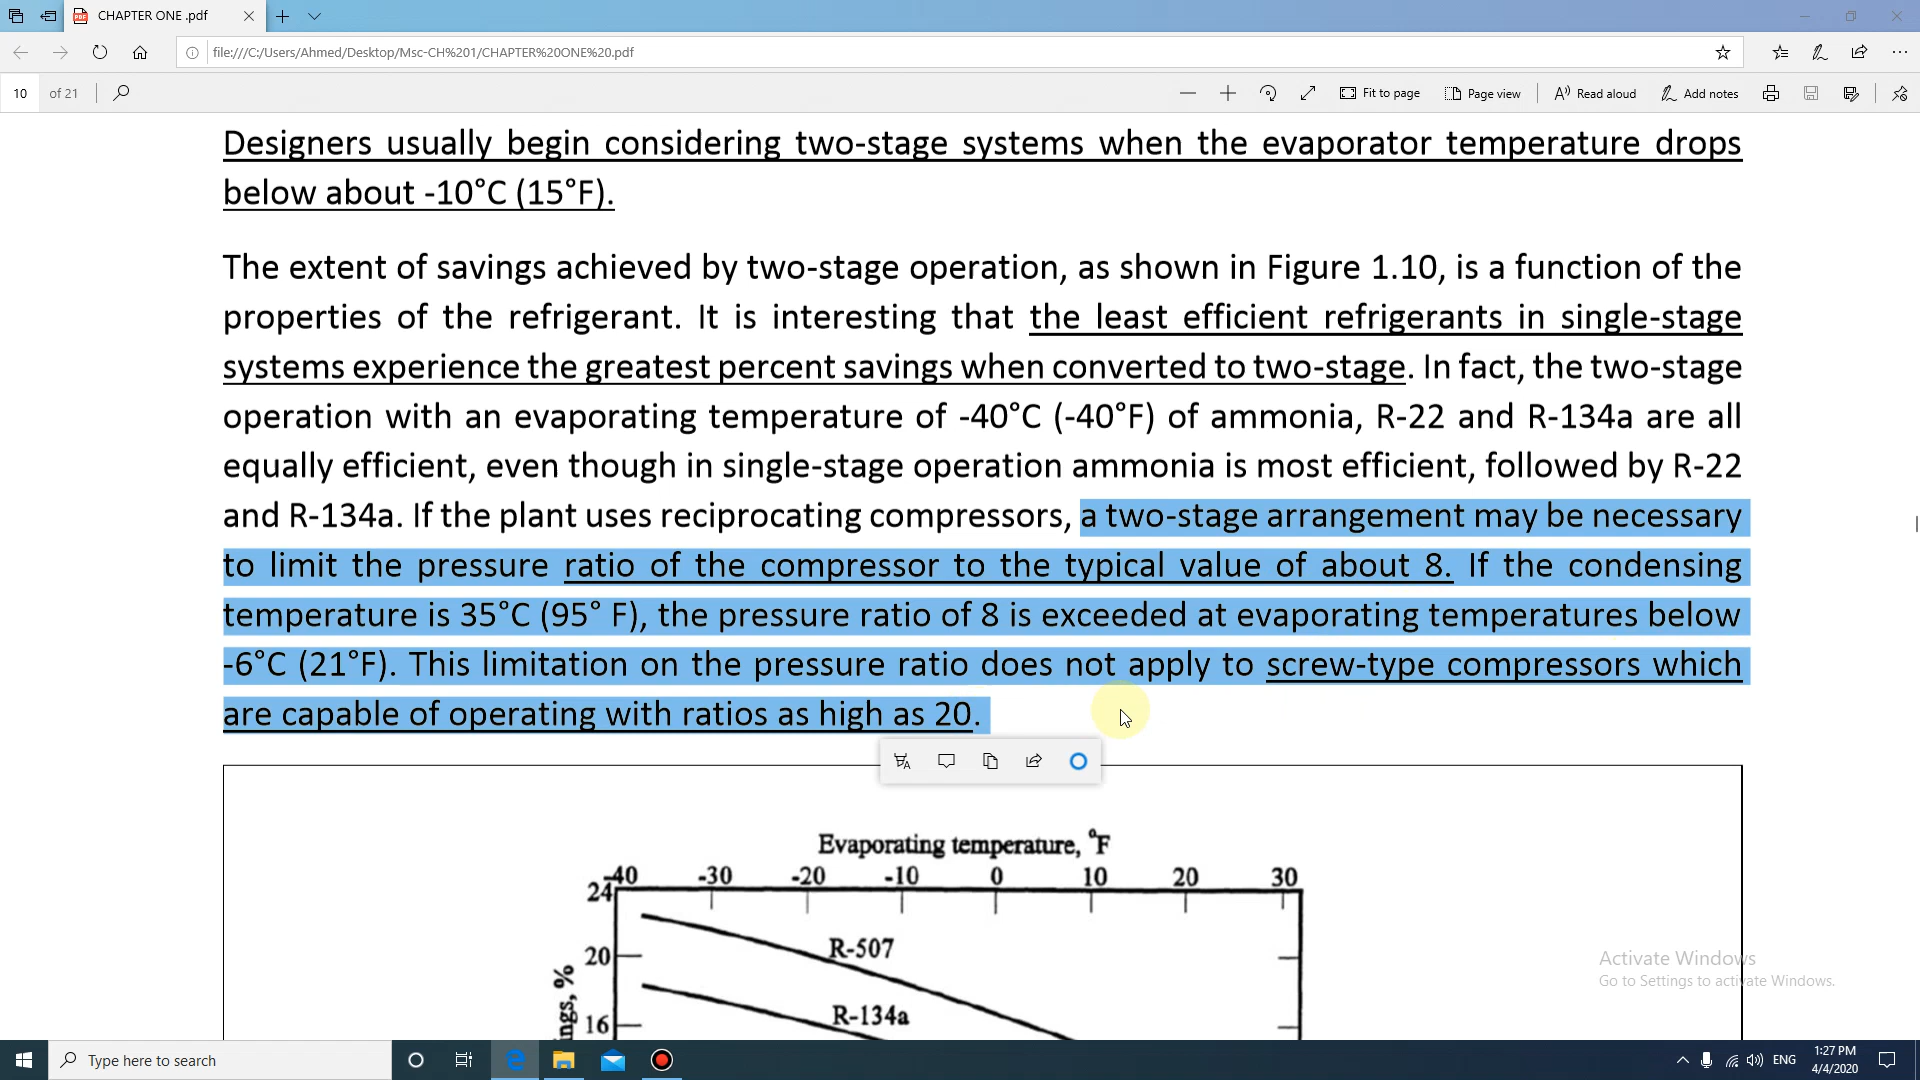 CHAPTER ONE .pdf
file:///C:/Users/Ahmed/Desktop/Msc-CH%201/CHAPTER%20ONE%20.pdf
10 of 21
Fit to page
Page view
Read aloud
Add notes
Designers usually begin considering two-stage systems when the evaporator temperature drops
below about -10°C (15°F).
The extent of savings achieved by two-stage operation, as shown in Figure 1.10, is a function of the
properties of the refrigerant. It is interesting that the least efficient refrigerants in single-stage
systems experience the greatest percent savings when converted to two-stage. In fact, the two-stage
operation with an evaporating temperature of -40°C (-40°F) of ammonia, R-22 and R-134a are all
equally efficient, even though in single-stage operation ammonia is most efficient, followed by R-22
and R-134a. If the plant uses reciprocating compressors, a two-stage arrangement may be necessary
to limit the pressure ratio of the compressor to the typical value of about 8. If the condensing
temperature is 35°C (95° F), the pressure ratio of 8 is exceeded at evaporating temperatures below
-6°C (21°F). This limitation on the pressure ratio does not apply to screw-type compressors which
are capable of operating with ratios as high as 20.
Evaporating temperature, °F
-40 -30 -20 -10 0 10 20 30
24
R-507
20
R-134a
16
Activate Windows
Go to Settings to activate Windows.
Type here to search
ENG
1:27 PM
4/4/2020